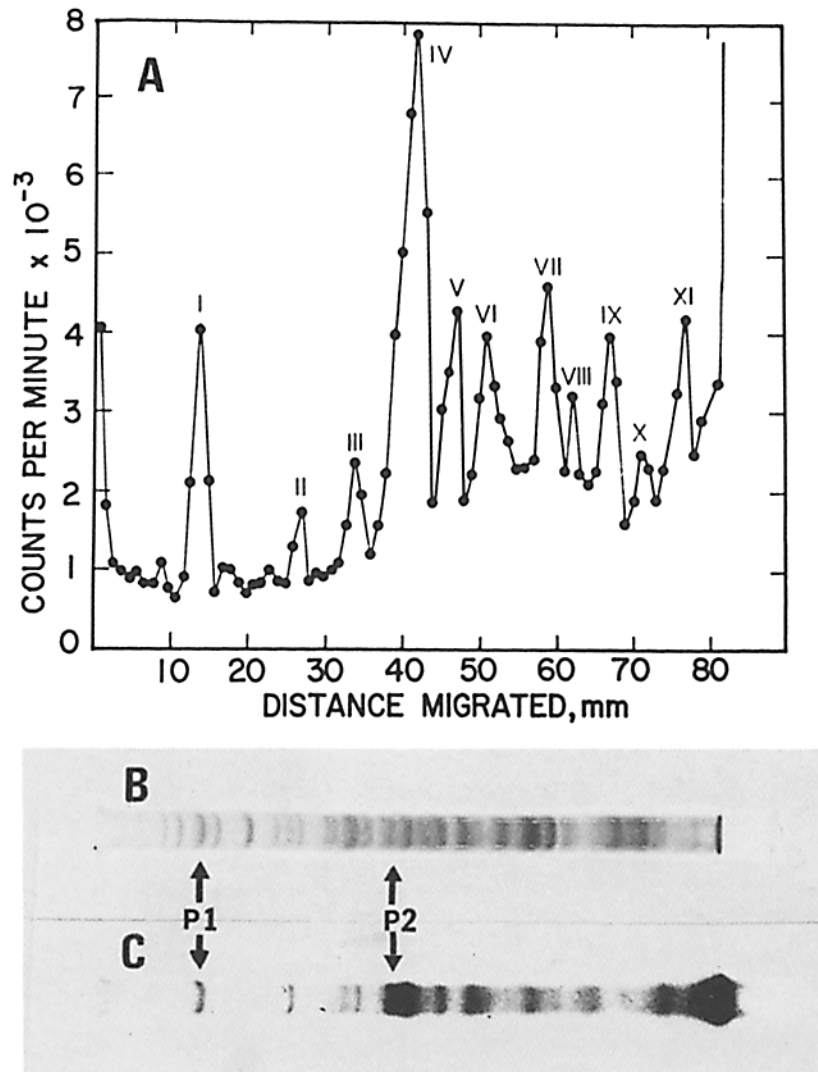 A
COUNTS PER MINUTE x 10⁻³
8
7
6
5
4
3
2
1
0
I
II
III
IV
V
VI
VII
VIII
IX
X
XI
10 20 30 40 50 60 70 80
DISTANCE MIGRATED, mm
B
P1 P2
C